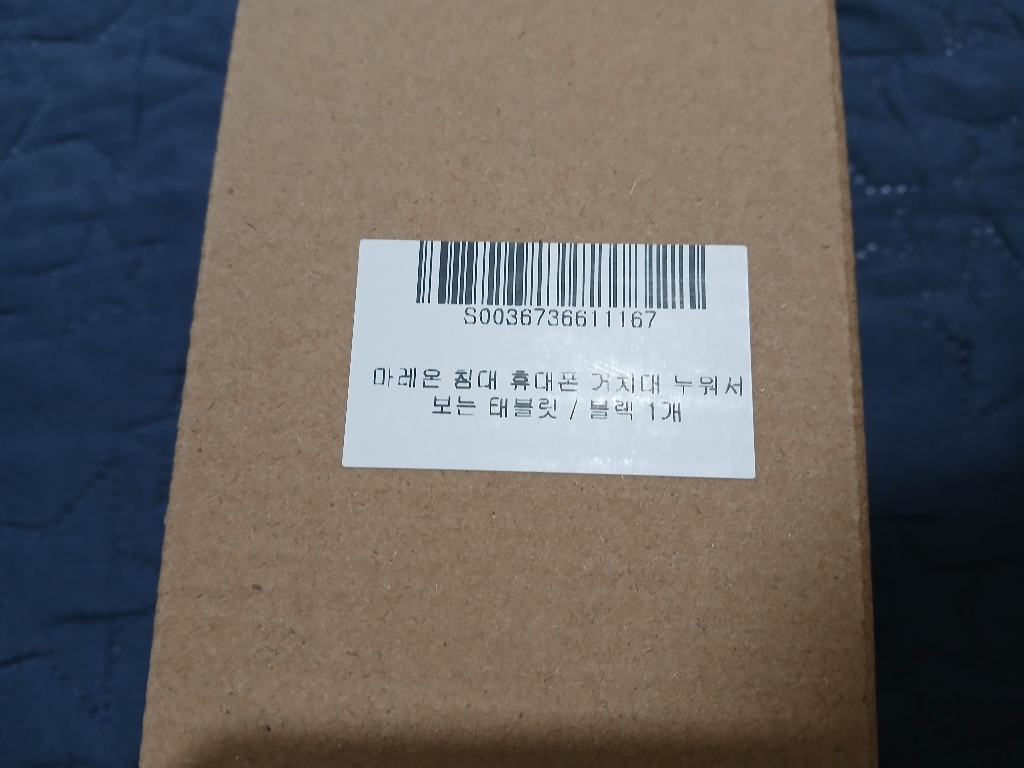 S0036736611167
마레온 침대 휴대폰 거치대 누워서
보는 태블릿 / 블랙 1개